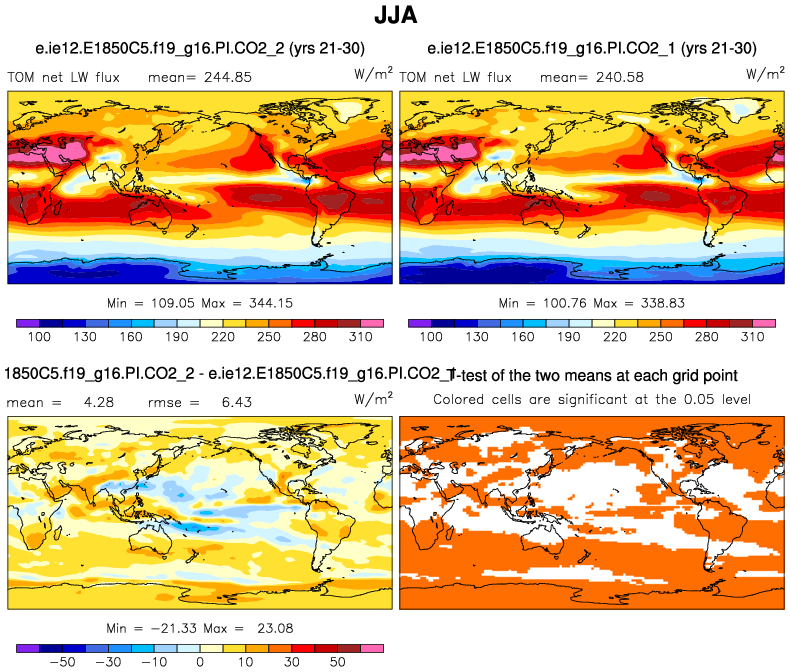 JJA
e.ie12.E1850C5.f19_g16.PI.CO2_2 (yrs 21-30)
TOM net LW flux mean= 244.85 W/m²
Min = 109.05 Max = 344.15
100 130 160 190 220 250 280 310
e.ie12.E1850C5.f19_g16.PI.CO2_1 (yrs 21-30)
TOM net LW flux mean= 240.58 W/m²
Min = 100.76 Max = 338.83
100 130 160 190 220 250 280 310
1850C5.f19_g16.PI.CO2_2 - e.ie12.E1850C5.f19_g16.PI.CO2_1
mean = 4.28 rmse = 6.43 W/m²
Min = −21.33 Max = 23.08
−50 −30 −10 0 10 30 50
T-test of the two means at each grid point
Colored cells are significant at the 0.05 level